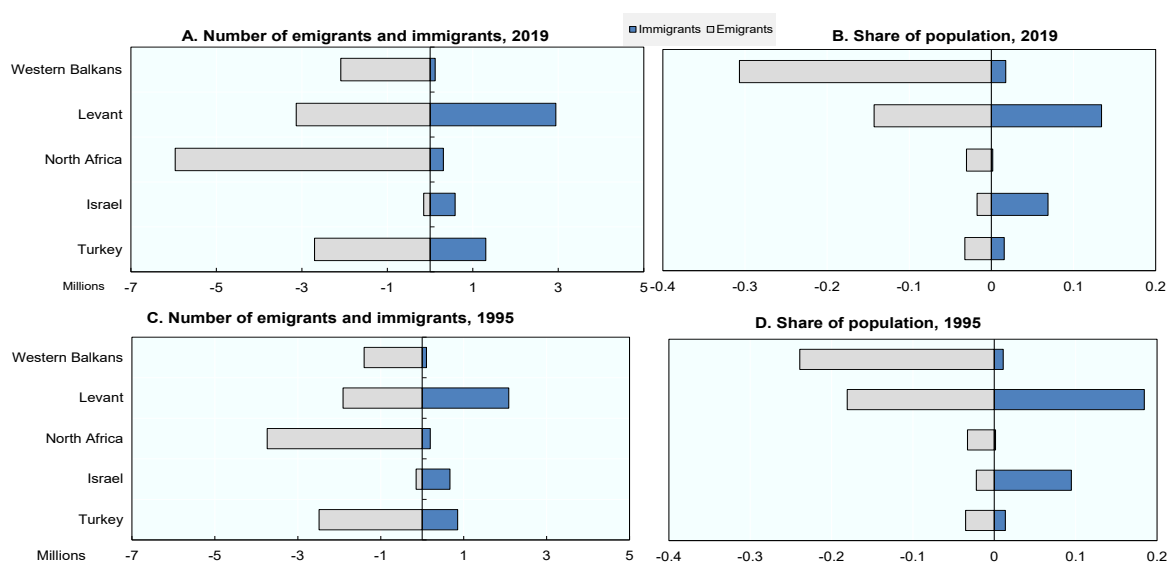 A. Number of emigrants and immigrants, 2019
Immigrants Emigrants
B. Share of population, 2019
Western Balkans
Levant
North Africa
Israel
Turkey
Millions
-7 -5 -3 -1 1 3 5
-0.4 -0.3 -0.2 -0.1 0 0.1 0.2
C. Number of emigrants and immigrants, 1995
D. Share of population, 1995
Western Balkans
Levant
North Africa
Israel
Turkey
Millions
-7 -5 -3 -1 1 3 5
-0.4 -0.3 -0.2 -0.1 0 0.1 0.2